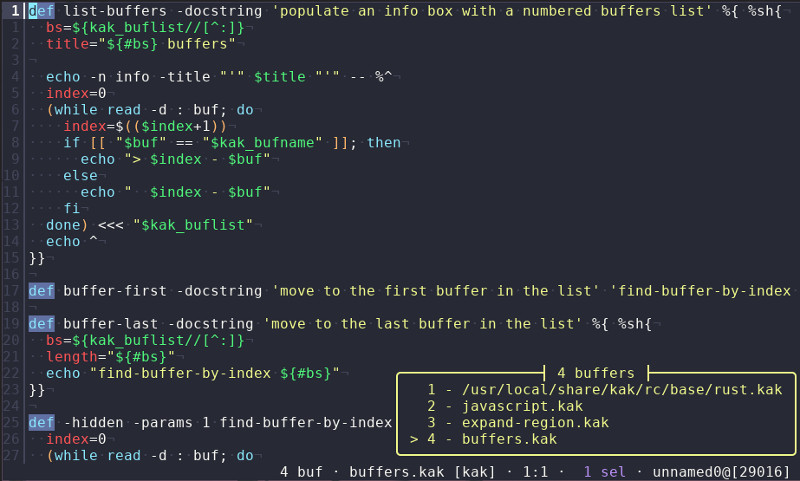 1 def list-buffers -docstring 'populate an info box with a numbered buffers list' %{ %sh{
1   bs=${kak_buflist//[^:]}¬
2   title="${#bs} buffers"¬
3 ¬
4   echo -n info -title "'" $title "'" -- %^¬
5   index=0¬
6   (while read -d : buf; do¬
7     index=$(($index+1))¬
8     if [[ "$buf" == "$kak_bufname" ]]; then¬
9       echo "> $index - $buf"¬
10     else¬
11       echo "  $index - $buf"¬
12     fi¬
13   done) <<< "$kak_buflist"¬
14   echo ^¬
15 }}¬
16 ¬
17 def buffer-first -docstring 'move to the first buffer in the list' 'find-buffer-by-index
18 ¬
19 def buffer-last -docstring 'move to the last buffer in the list' %{ %sh{¬
20   bs=${kak_buflist//[^:]}¬
21   length="${#bs}"¬
22   echo "find-buffer-by-index ${#bs}"¬
23 }}¬
24 ¬
25 def -hidden -params 1 find-buffer-by-index
26   index=0¬
27   (while read -d : buf; do¬
4 buffers
1 - /usr/local/share/kak/rc/base/rust.kak
2 - javascript.kak
3 - expand-region.kak
> 4 - buffers.kak
4 buf · buffers.kak [kak] · 1:1 ·  1 sel · unnamed0@[29016]